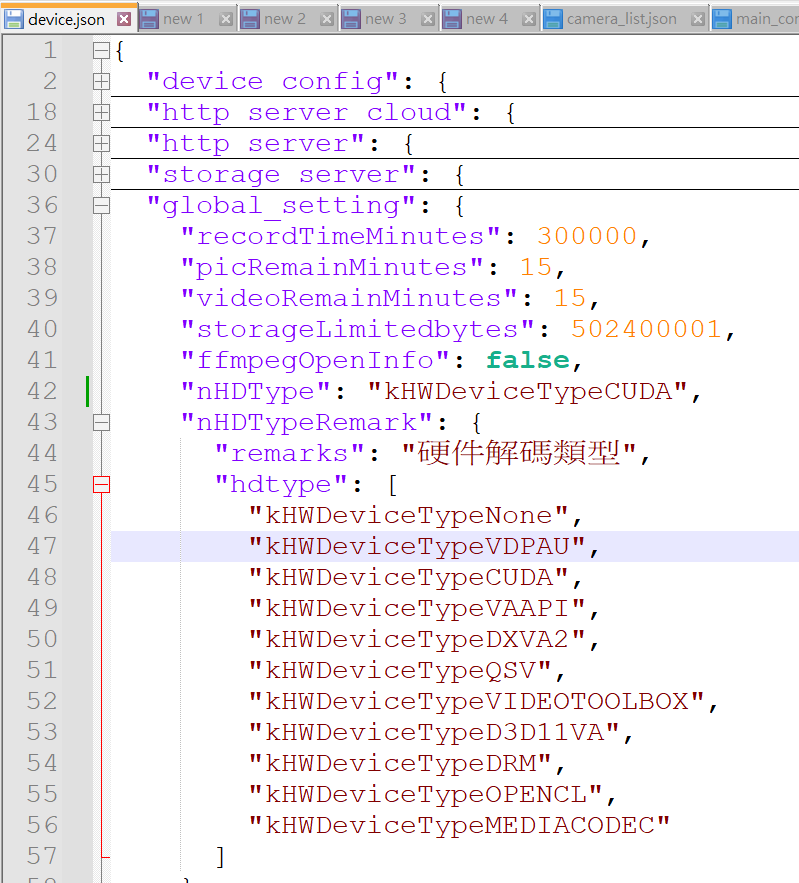 device.json new 1 new 2 new 3 new 4 camera_list.json main_con
1 {
2 "device config": {
18 "http server cloud": {
24 "http server": {
30 "storage server": {
36 "global_setting": {
37 "recordTimeMinutes": 300000,
38 "picRemainMinutes": 15,
39 "videoRemainMinutes": 15,
40 "storageLimitedbytes": 502400001,
41 "ffmpegOpenInfo": false,
42 "nHDType": "kHWDeviceTypeCUDA",
43 "nHDTypeRemark": {
44 "remarks": "硬件解碼類型",
45 "hdtype": [
46 "kHWDeviceTypeNone",
47 "kHWDeviceTypeVDPAU",
48 "kHWDeviceTypeCUDA",
49 "kHWDeviceTypeVAAPI",
50 "kHWDeviceTypeDXVA2",
51 "kHWDeviceTypeQSV",
52 "kHWDeviceTypeVIDEOTOOLBOX",
53 "kHWDeviceTypeD3D11VA",
54 "kHWDeviceTypeDRM",
55 "kHWDeviceTypeOPENCL",
56 "kHWDeviceTypeMEDIACODEC"
57 ]